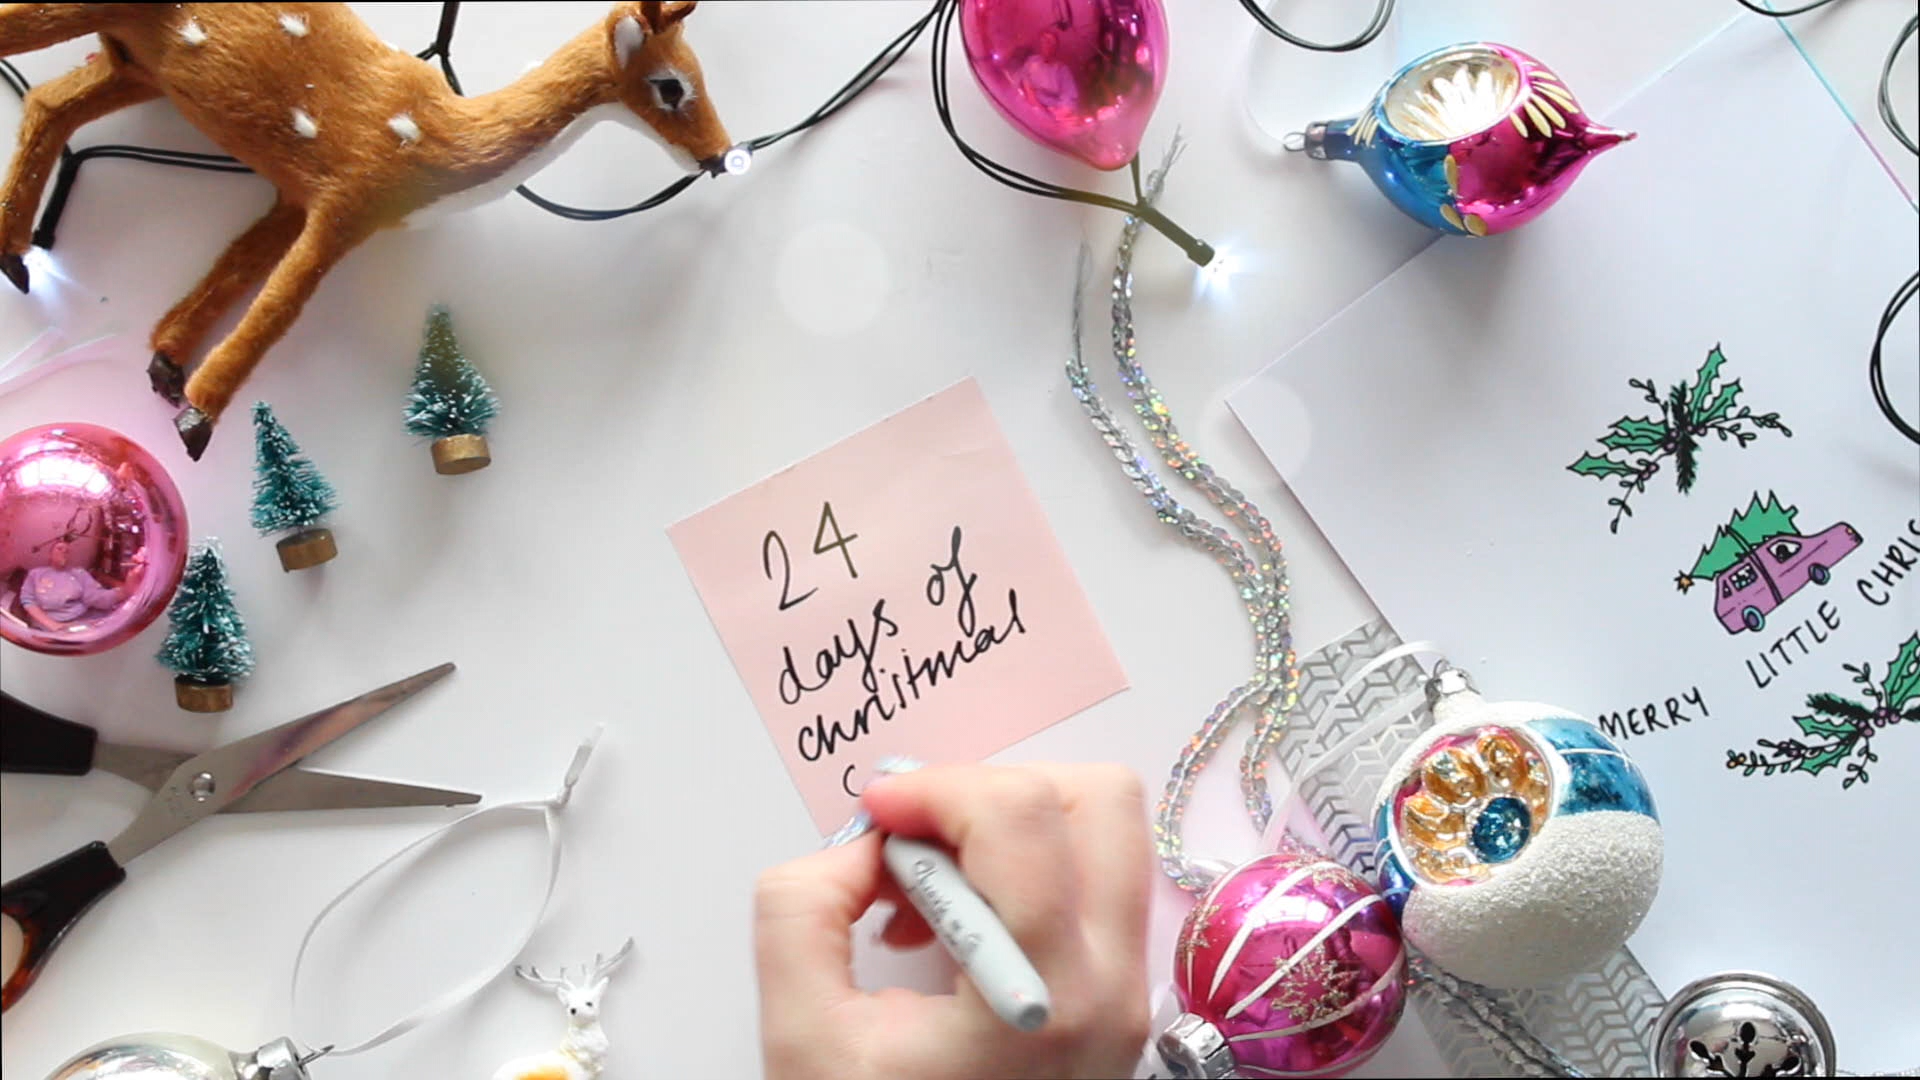 24
days of
christmas
C
MERRY
LITTLE CHRIS